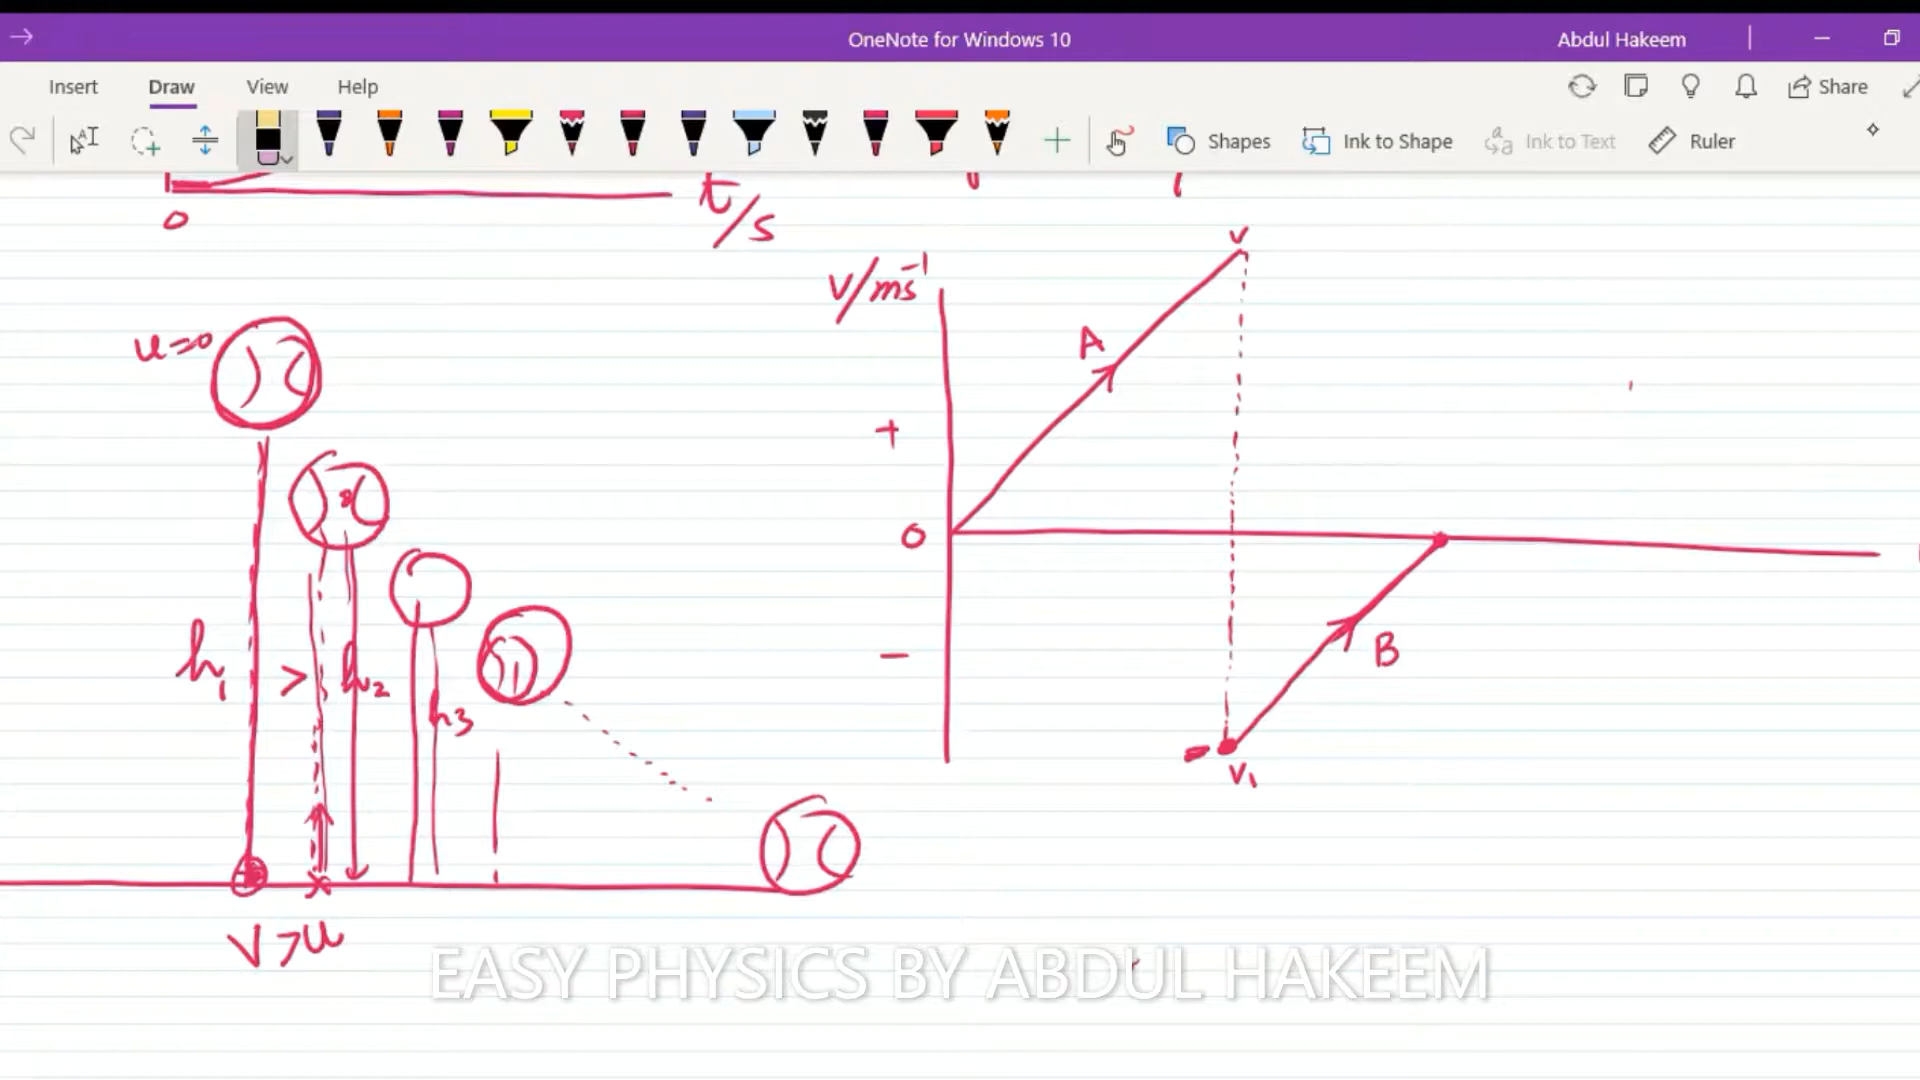 OneNote for Windows 10
Abdul Hakeem
Insert Draw View Help
Share
Shapes
Ink to Shape
Ink to Text
Ruler
t/s
0
V/ms⁻¹
v
A
+
0
-
B
- v₁
u=0
h₁ > h₂
h₃
V>u
EASY PHYSICS BY ABDUL HAKEEM